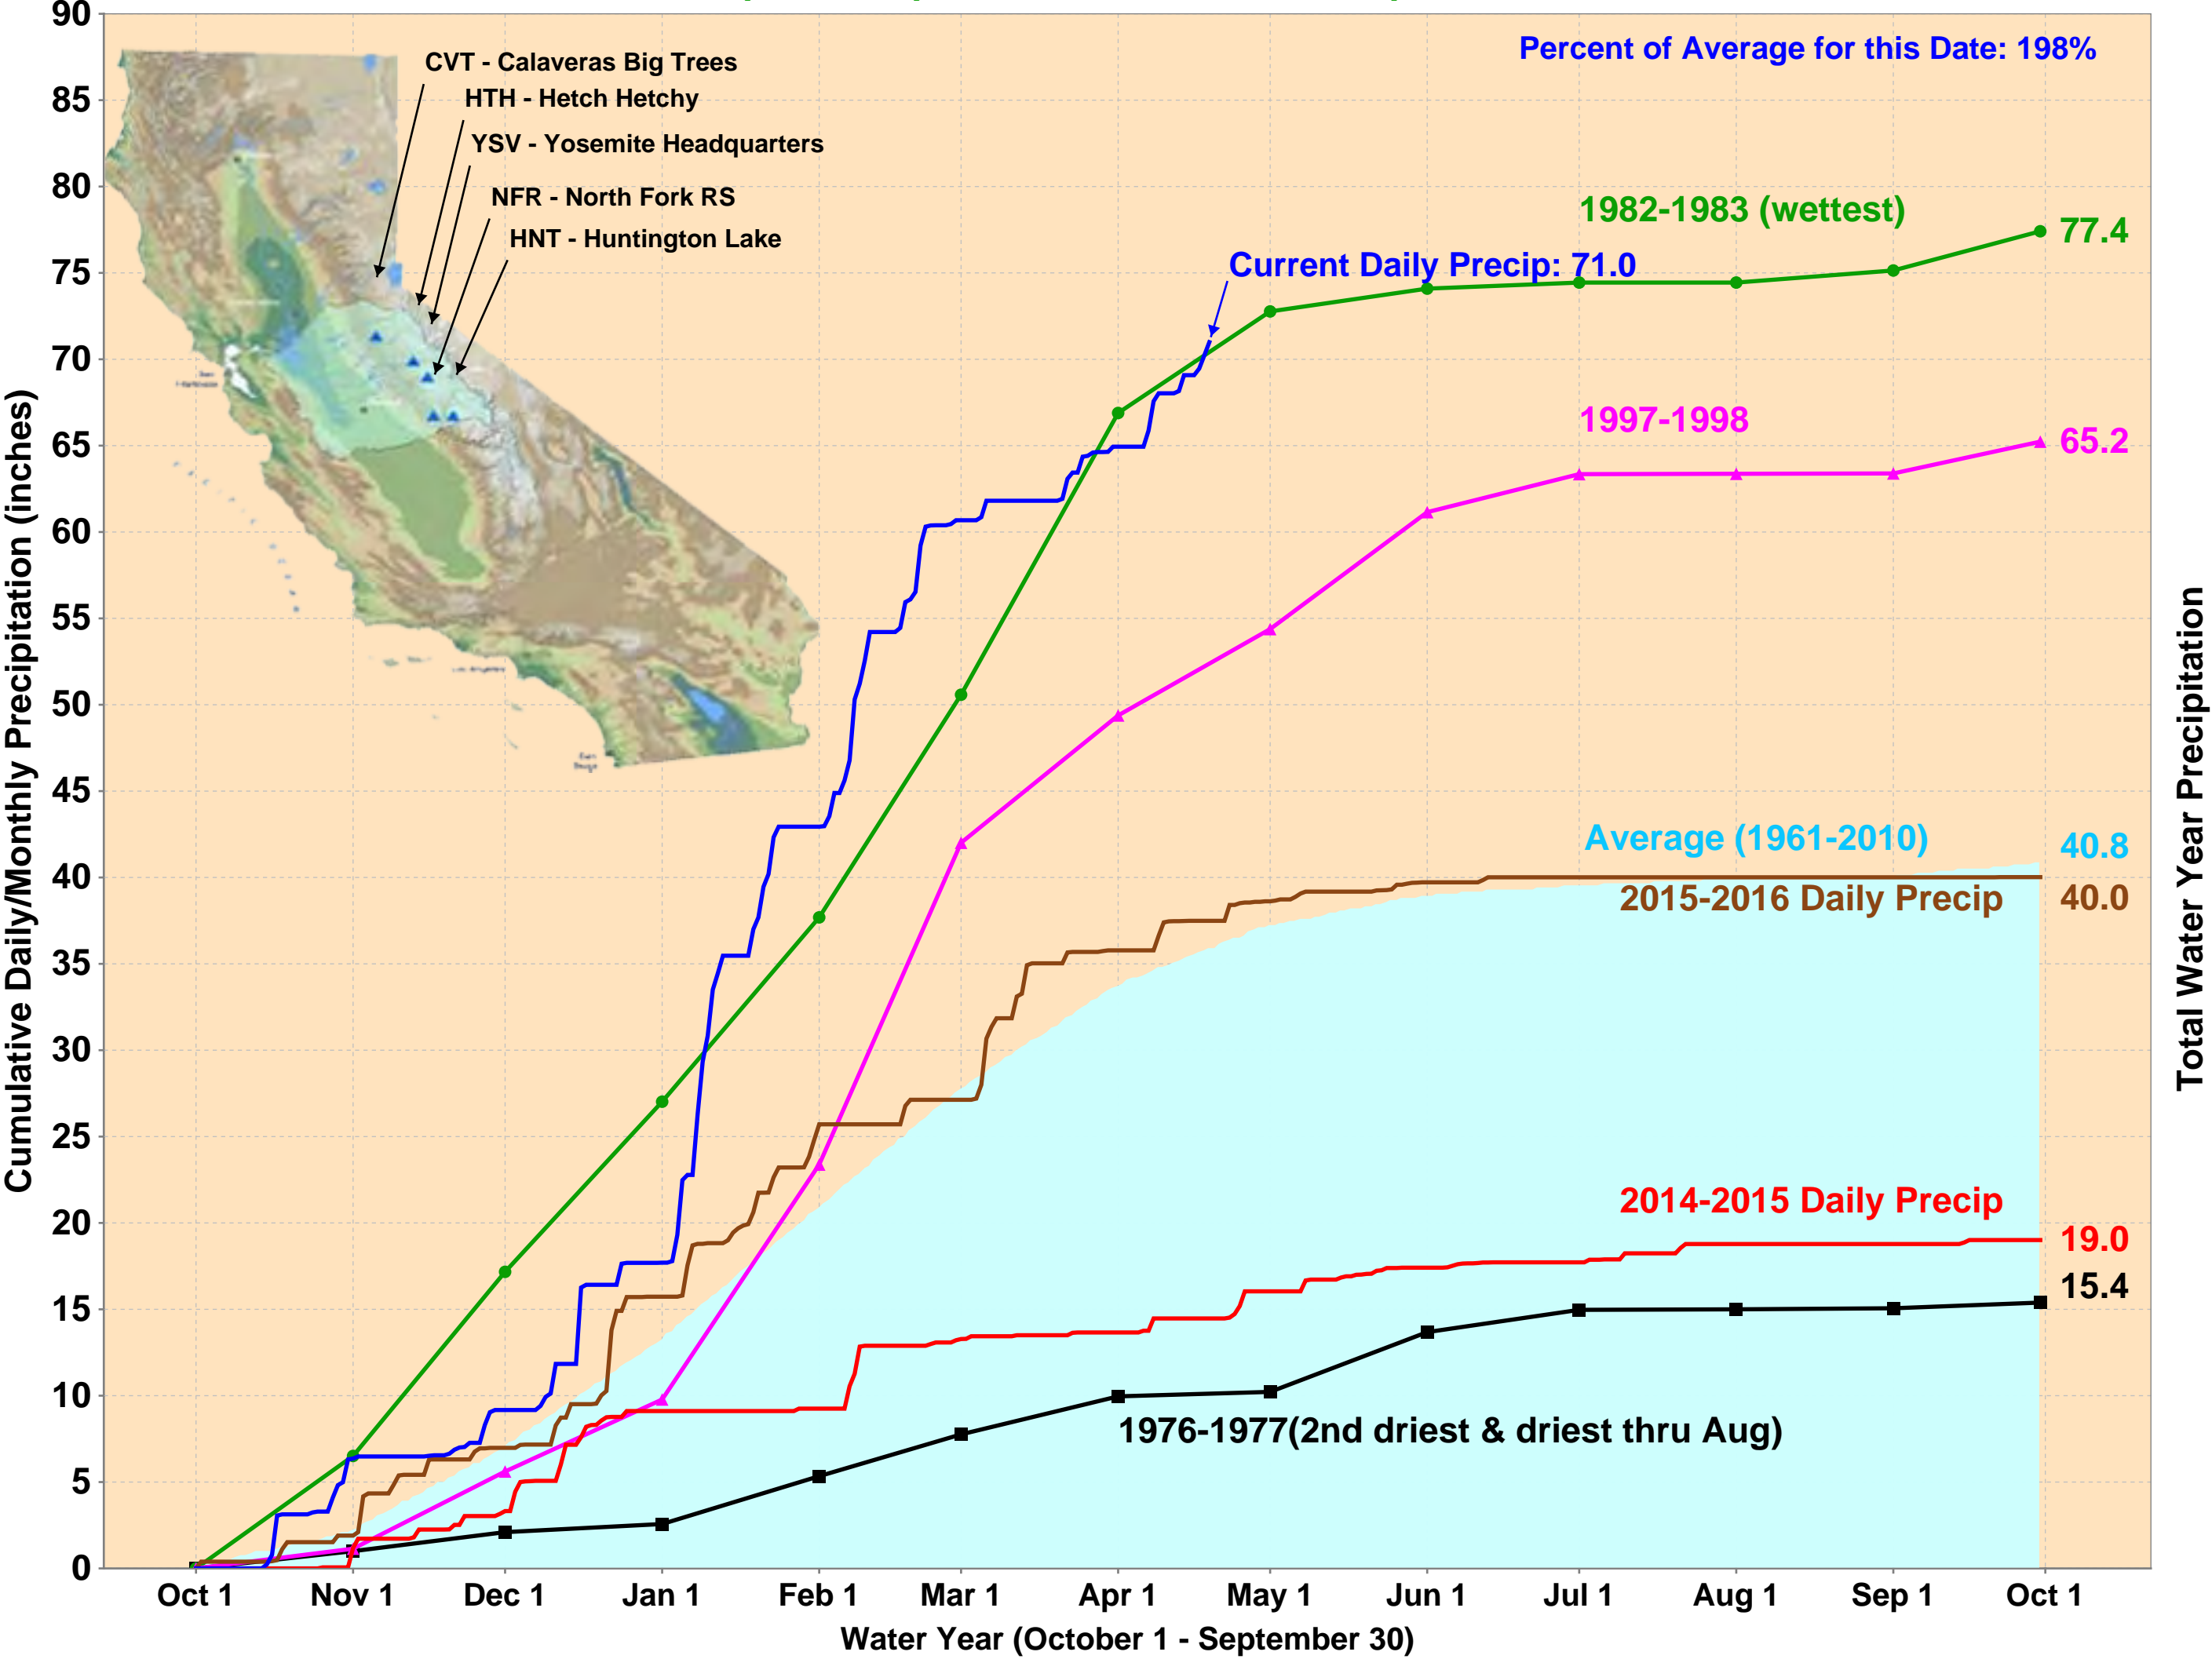 90
85
80
75
70
65
60
55
50
45
40
35
30
25
20
15
10
5
0
Cumulative Daily/Monthly Precipitation (inches)
Percent of Average for this Date: 198%
CVT - Calaveras Big Trees
HTH - Hetch Hetchy
YSV - Yosemite Headquarters
NFR - North Fork RS
HNT - Huntington Lake
1982-1983 (wettest)
77.4
Current Daily Precip: 71.0
1997-1998
65.2
Average (1961-2010)
40.8
2015-2016 Daily Precip
40.0
2014-2015 Daily Precip
19.0
15.4
1976-1977(2nd driest & driest thru Aug)
Total Water Year Precipitation
Oct 1 Nov 1 Dec 1 Jan 1 Feb 1 Mar 1 Apr 1 May 1 Jun 1 Jul 1 Aug 1 Sep 1 Oct 1
Water Year (October 1 - September 30)